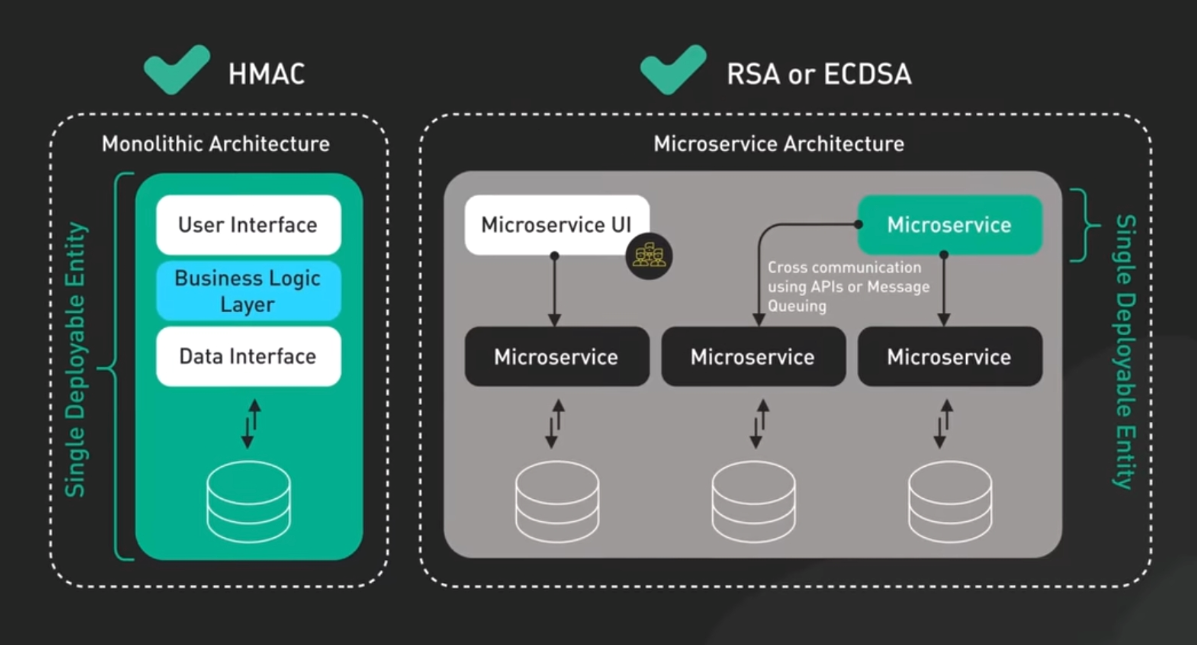 HMAC
Monolithic Architecture
Single Deployable Entity
User Interface
Business Logic
Layer
Data Interface
RSA or ECDSA
Microservice Architecture
Microservice UI
Microservice
Cross communication
using APIs or Message
Queuing
Microservice
Microservice
Microservice
Single Deployable Entity